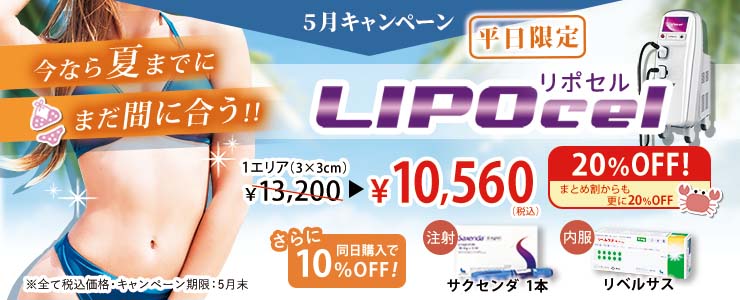 5月キャンペーン
平日限定
今なら夏までに
まだ間に合う!!
リポセル
LIPOcel
1エリア(3×3cm)
¥13,200
¥10,560
(税込)
20%OFF!
まとめ割からも
更に20%OFF
さらに
同日購入で
10%OFF!
注射
サクセンダ 1本
内服
リベルサス
※全て税込価格・キャンペーン期限:5月末